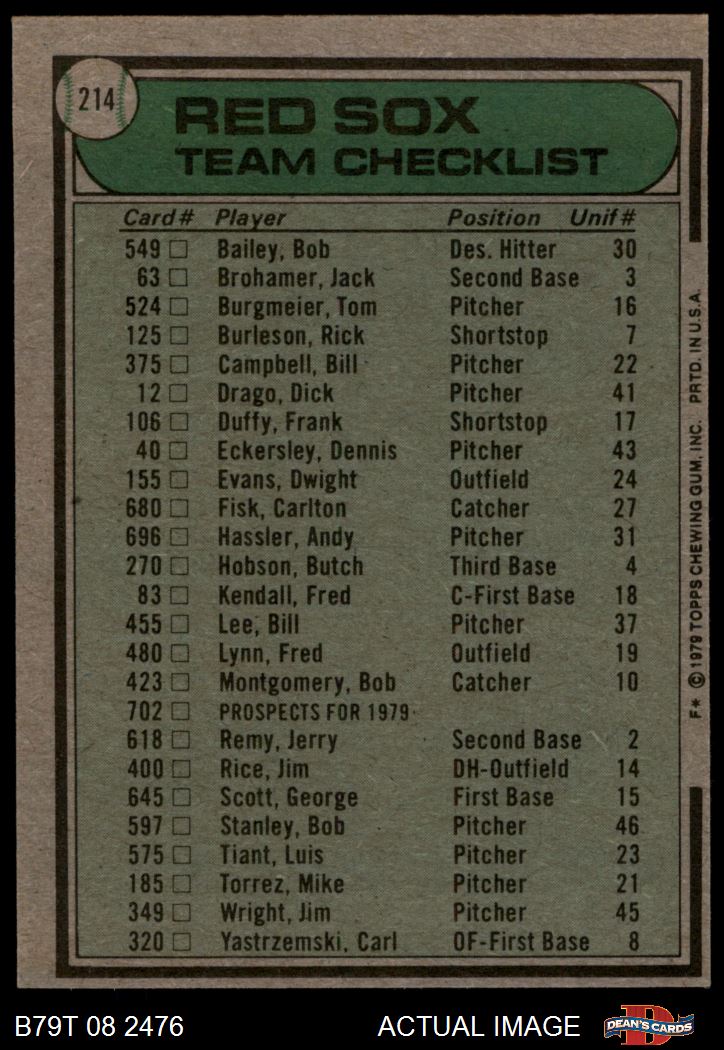 214
RED SOX
TEAM CHECKLIST
Card# Player Position Unif#
549 Bailey, Bob Des. Hitter 30
63 Brohamer, Jack Second Base 3
524 Burgmeier, Tom Pitcher 16
125 Burleson, Rick Shortstop 7
375 Campbell, Bill Pitcher 22
12 Drago, Dick Pitcher 41
106 Duffy, Frank Shortstop 17
40 Eckersley, Dennis Pitcher 43
155 Evans, Dwight Outfield 24
680 Fisk, Carlton Catcher 27
696 Hassler, Andy Pitcher 31
270 Hobson, Butch Third Base 4
83 Kendall, Fred C-First Base 18
455 Lee, Bill Pitcher 37
480 Lynn, Fred Outfield 19
423 Montgomery, Bob Catcher 10
702 PROSPECTS FOR 1979
618 Remy, Jerry Second Base 2
400 Rice, Jim DH-Outfield 14
645 Scott, George First Base 15
597 Stanley, Bob Pitcher 46
575 Tiant, Luis Pitcher 23
185 Torrez, Mike Pitcher 21
349 Wright, Jim Pitcher 45
320 Yastrzemski, Carl OF-First Base 8
F* © 1979 TOPPS CHEWING GUM, INC. PRTD. IN U.S.A.
B79T 08 2476 ACTUAL IMAGE
D
DEAN'S CARDS